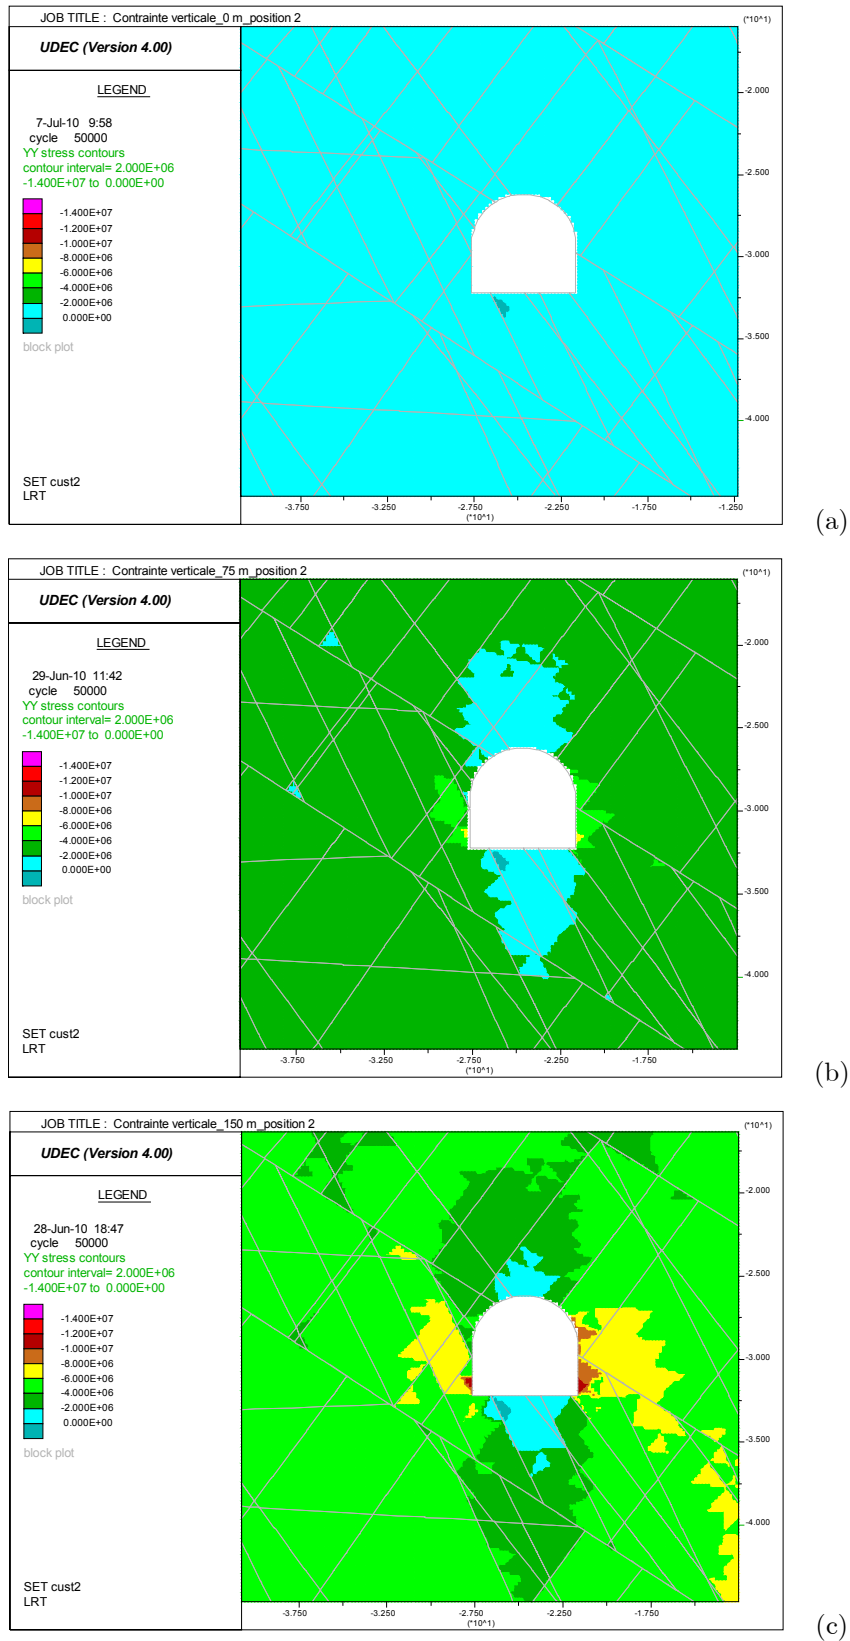 JOB TITLE : Contrainte verticale_0 m_position 2
(*10^1)
UDEC (Version 4.00)
LEGEND
7-Jul-10 9:58
cycle 50000
YY stress contours
contour interval= 2.000E+06
-1.400E+07 to 0.000E+00
-1.400E+07
-1.200E+07
-1.000E+07
-8.000E+06
-6.000E+06
-4.000E+06
-2.000E+06
0.000E+00
block plot
SET cust2
LRT
-2.000
-2.500
-3.000
-3.500
-4.000
-3.750 -3.250 -2.750 -2.250 -1.750 -1.250
(*10^1)
(a)
JOB TITLE : Contrainte verticale_75 m_position 2
(*10^1)
UDEC (Version 4.00)
LEGEND
29-Jun-10 11:42
cycle 50000
YY stress contours
contour interval= 2.000E+06
-1.400E+07 to 0.000E+00
-1.400E+07
-1.200E+07
-1.000E+07
-8.000E+06
-6.000E+06
-4.000E+06
-2.000E+06
0.000E+00
block plot
SET cust2
LRT
-2.000
-2.500
-3.000
-3.500
-4.000
-3.750 -3.250 -2.750 -2.250 -1.750
(*10^1)
(b)
JOB TITLE : Contrainte verticale_150 m_position 2
(*10^1)
UDEC (Version 4.00)
LEGEND
28-Jun-10 18:47
cycle 50000
YY stress contours
contour interval= 2.000E+06
-1.400E+07 to 0.000E+00
-1.400E+07
-1.200E+07
-1.000E+07
-8.000E+06
-6.000E+06
-4.000E+06
-2.000E+06
0.000E+00
block plot
SET cust2
LRT
-2.000
-2.500
-3.000
-3.500
-4.000
-3.750 -3.250 -2.750 -2.250 -1.750
(*10^1)
(c)